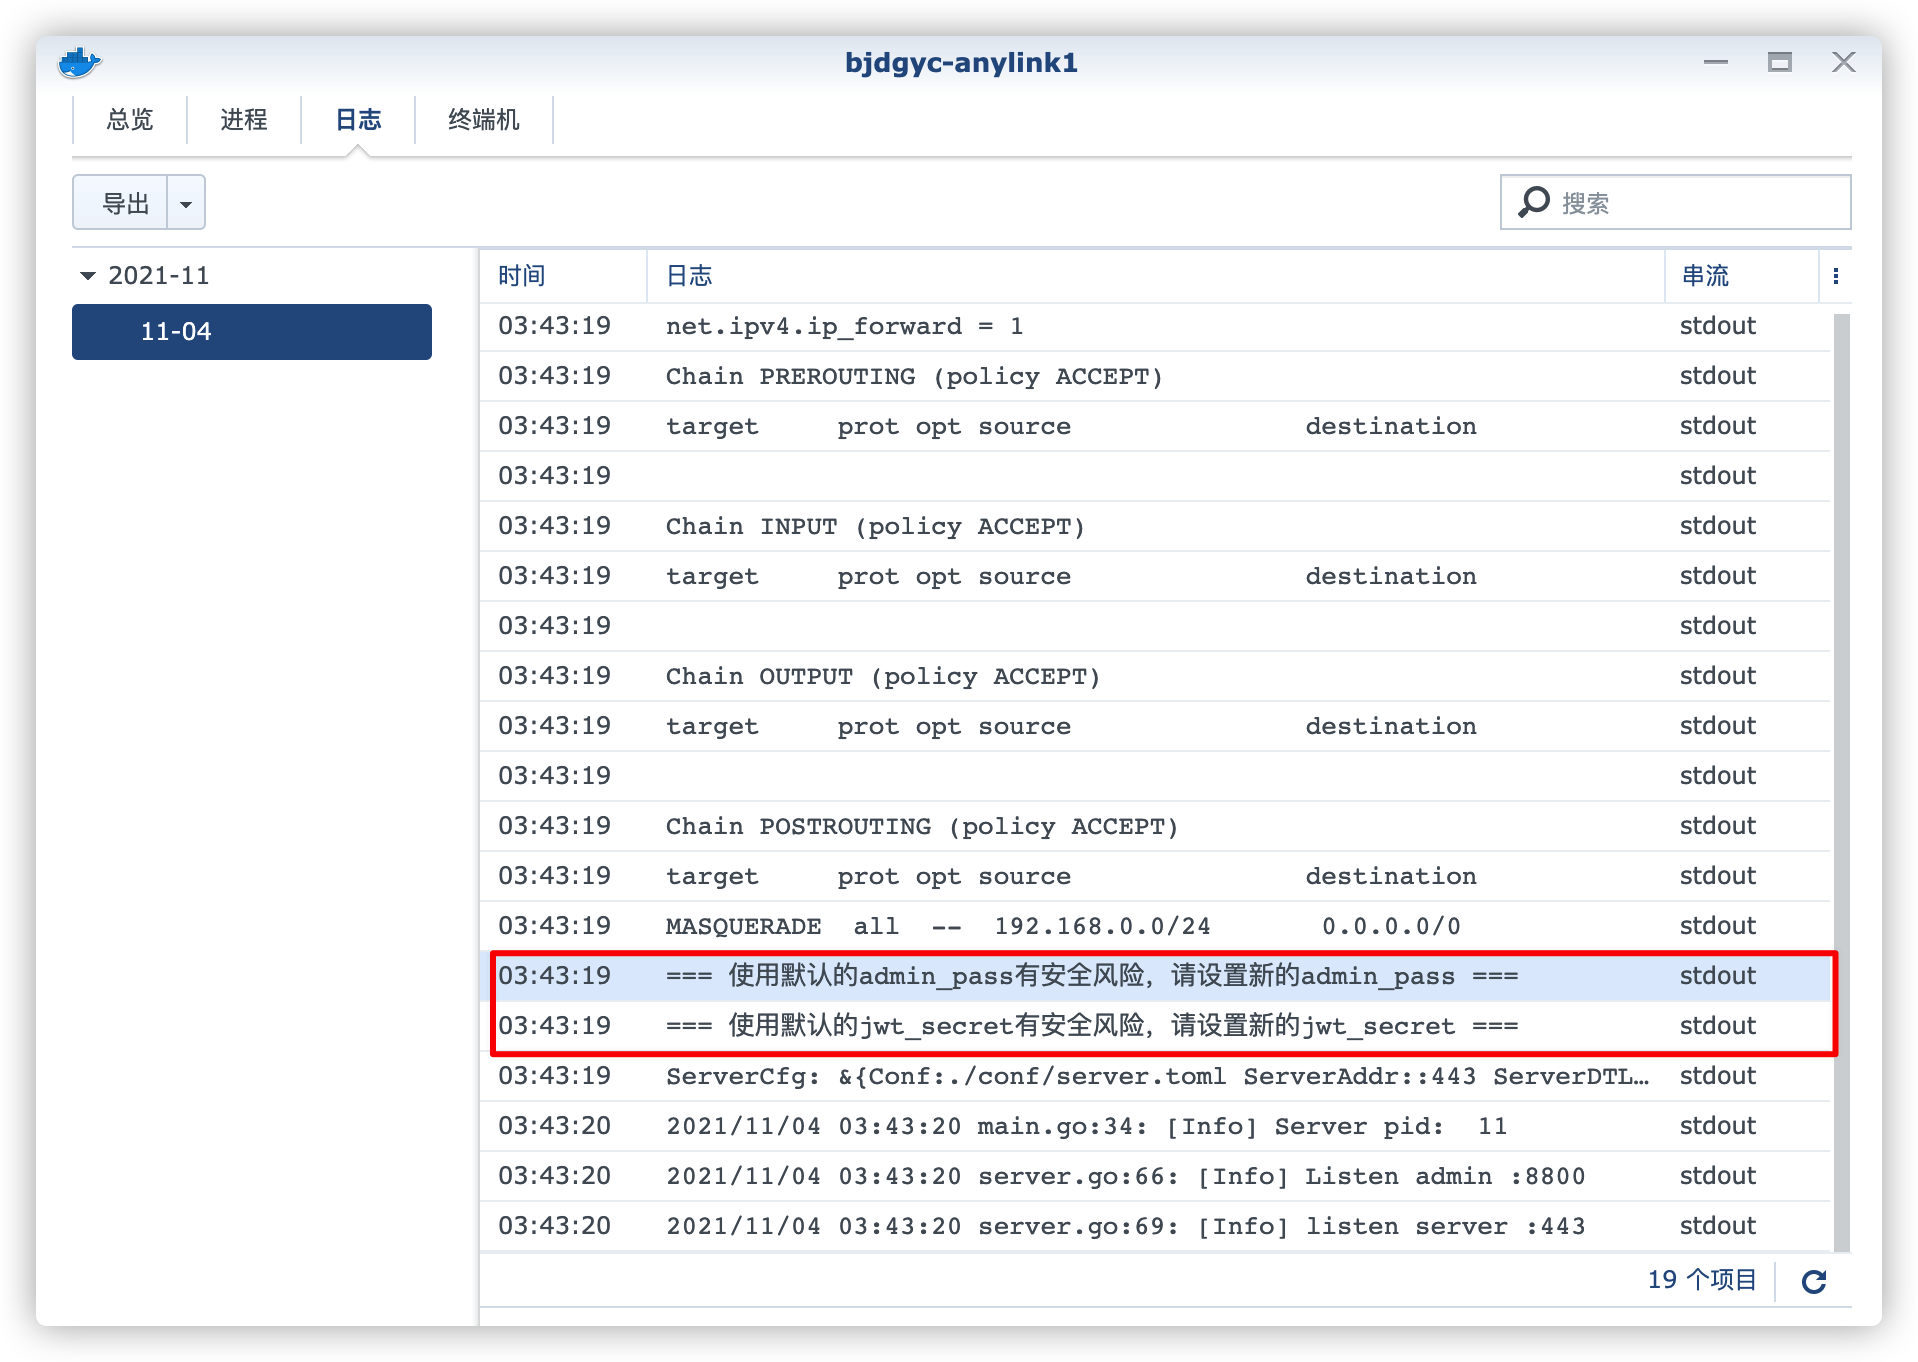 bjdgyc-anylink1
总览 进程 日志 终端机
导出 搜索
2021-11
11-04
时间 日志 串流
03:43:19 net.ipv4.ip_forward = 1 stdout
03:43:19 Chain PREROUTING (policy ACCEPT) stdout
03:43:19 target     prot opt source               destination stdout
03:43:19 stdout
03:43:19 Chain INPUT (policy ACCEPT) stdout
03:43:19 target     prot opt source               destination stdout
03:43:19 stdout
03:43:19 Chain OUTPUT (policy ACCEPT) stdout
03:43:19 target     prot opt source               destination stdout
03:43:19 stdout
03:43:19 Chain POSTROUTING (policy ACCEPT) stdout
03:43:19 target     prot opt source               destination stdout
03:43:19 MASQUERADE  all  --  192.168.0.0/24       0.0.0.0/0 stdout
03:43:19 === 使用默认的admin_pass有安全风险，请设置新的admin_pass === stdout
03:43:19 === 使用默认的jwt_secret有安全风险，请设置新的jwt_secret === stdout
03:43:19 ServerCfg: &{Conf:./conf/server.toml ServerAddr::443 ServerDTL… stdout
03:43:20 2021/11/04 03:43:20 main.go:34: [Info] Server pid:  11 stdout
03:43:20 2021/11/04 03:43:20 server.go:66: [Info] Listen admin :8800 stdout
03:43:20 2021/11/04 03:43:20 server.go:69: [Info] listen server :443 stdout
19 个项目